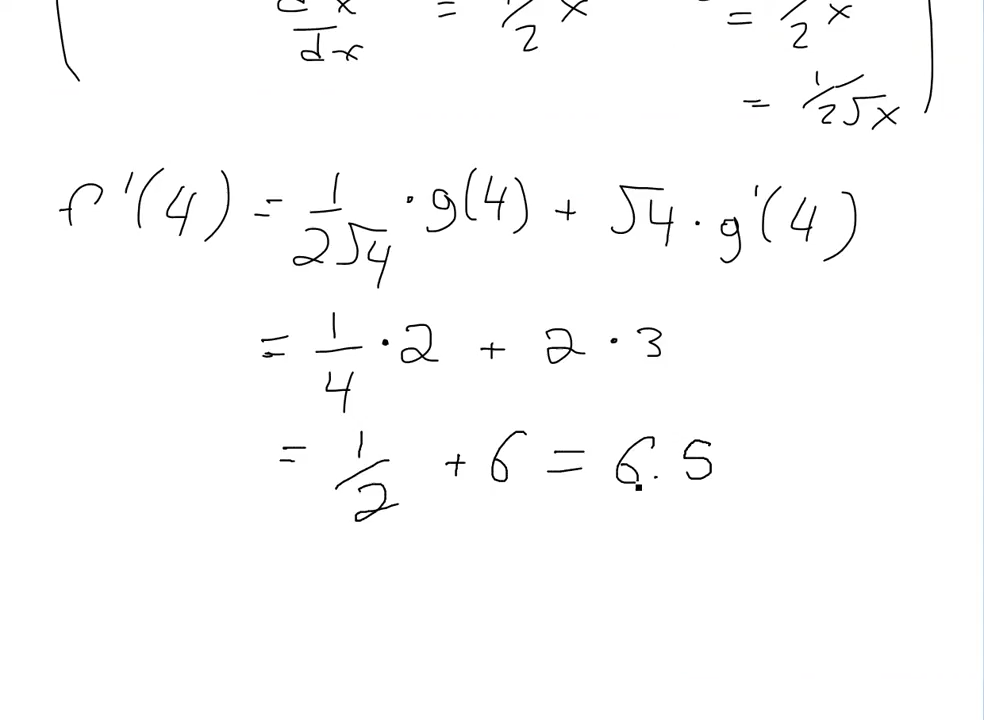 dx = 1/2 x = 1/2 x
= 1/2√x
f'(4) = 1/2√4 · g(4) + √4 · g'(4)
= 1/4 · 2 + 2 · 3
= 1/2 + 6 = 6.5